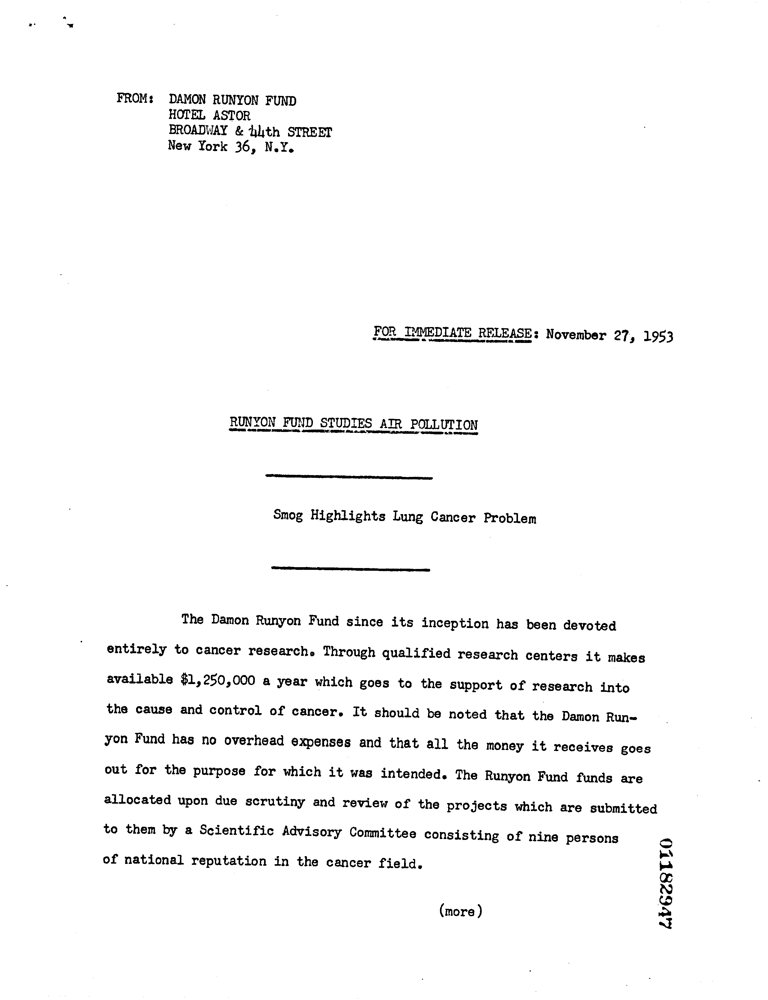 FROM: DAMON RUNYON FUND
HOTEL ASTOR
BROADWAY & 44th STREET
New York 36, N.Y.
FOR IMMEDIATE RELEASE: November 27, 1953
RUNYON FUND STUDIES AIR POLLUTION
Smog Highlights Lung Cancer Problem
The Damon Runyon Fund since its inception has been devoted
entirely to cancer research. Through qualified research centers it makes
available $1,250,000 a year which goes to the support of research into
the cause and control of cancer. It should be noted that the Damon Run-
yon Fund has no overhead expenses and that all the money it receives goes
out for the purpose for which it was intended. The Runyon Fund funds are
allocated upon due scrutiny and review of the projects which are submitted
to them by a Scientific Advisory Committee consisting of nine persons
of national reputation in the cancer field.
(more)
01182947